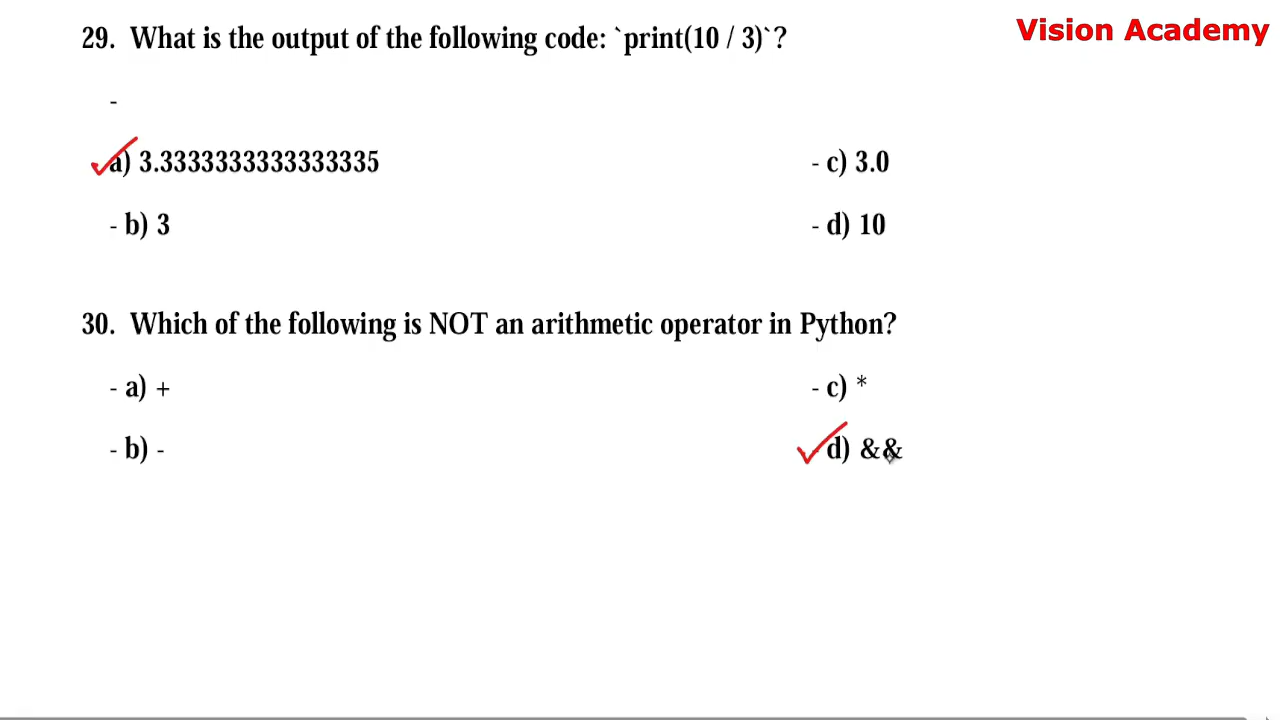 Vision Academy
29. What is the output of the following code: `print(10 / 3)`?
-
a) 3.3333333333333335
- c) 3.0
- b) 3
- d) 10
30. Which of the following is NOT an arithmetic operator in Python?
- a) +
- c) *
- b) -
- d) &&